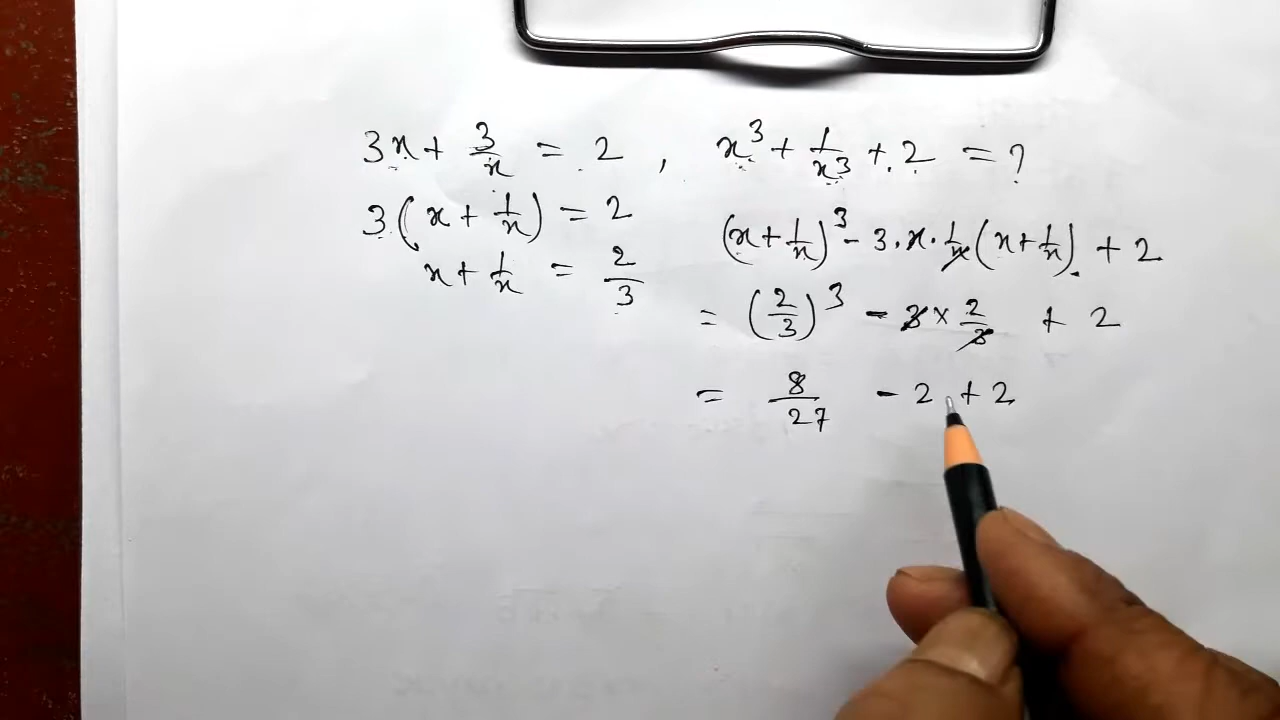 3x + 3/x = 2 , x³ + 1/x³ + 2 = ?
3(x + 1/x) = 2
x + 1/x = 2/3
(x + 1/x)³ - 3.x.1/x(x + 1/x) + 2
= (2/3)³ - 3 × 2/3 + 2
= 8/27 - 2 + 2